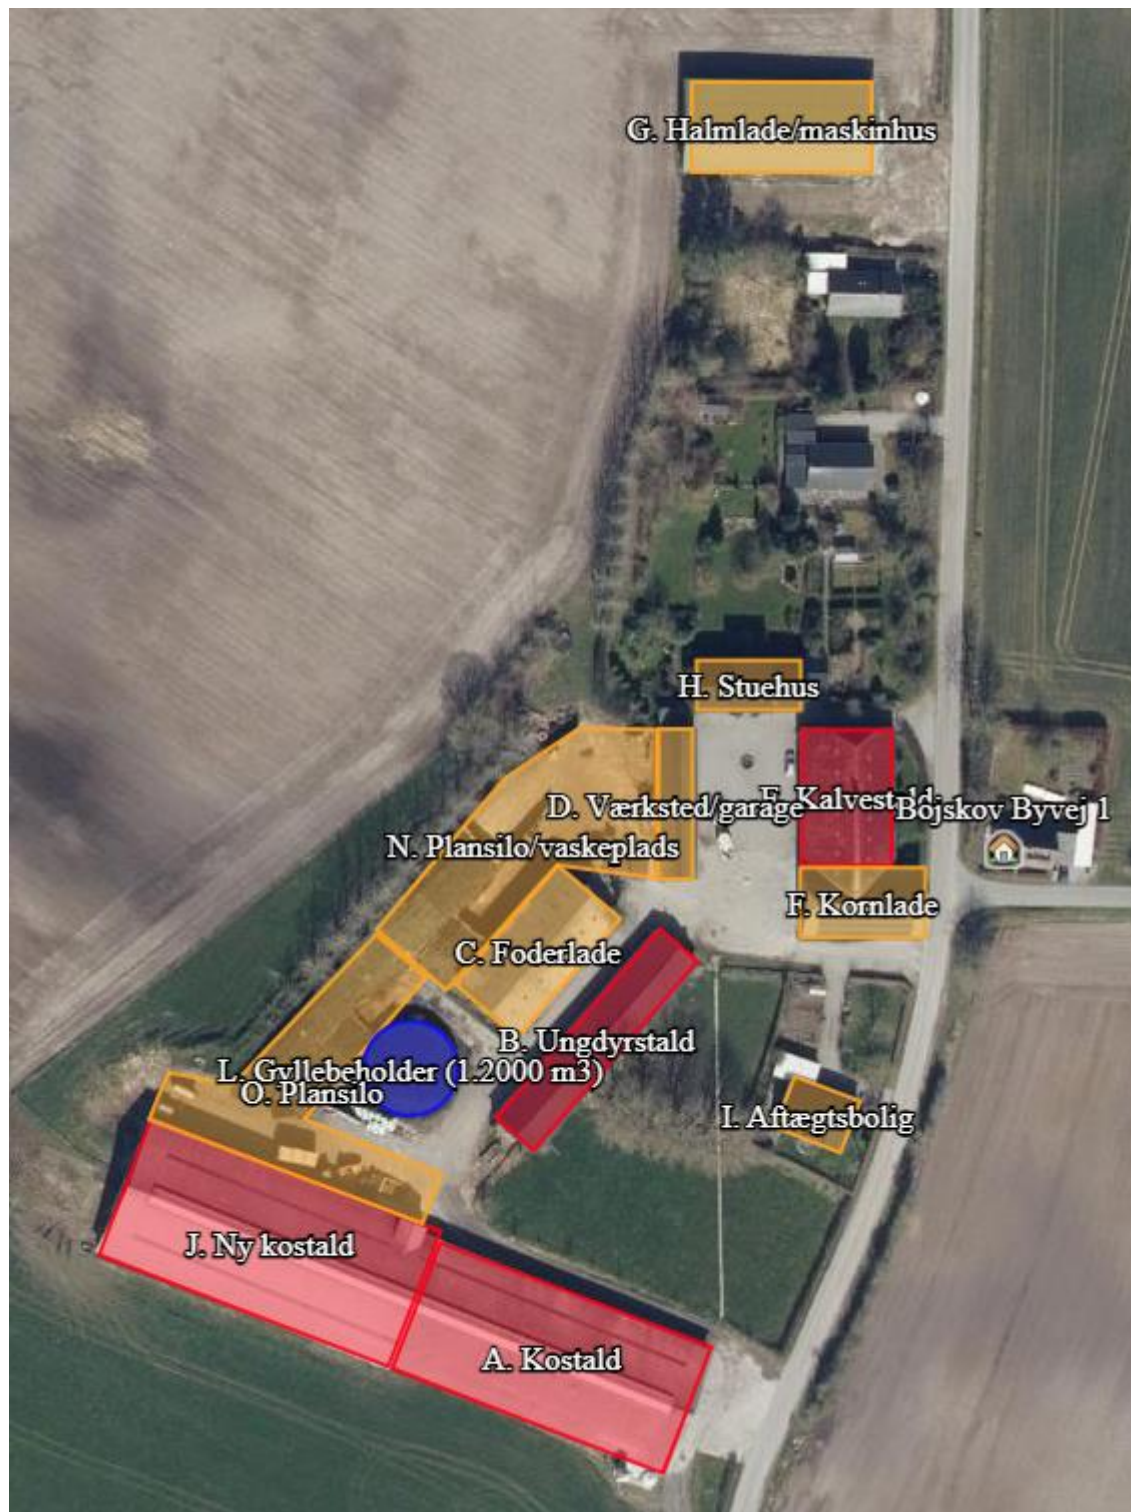 G. Halmlade/maskinhus
H. Stuehus
E. Kalvestald
D. Værksted/garage
Bøjskov Byvej 1
N. Plansilo/vaskeplads
F. Kornlade
C. Foderlade
B. Ungdyrstald
L. Gyllebeholder (1.2000 m3)
O. Plansilo
I. Aftægtsbolig
J. Ny kostald
A. Kostald